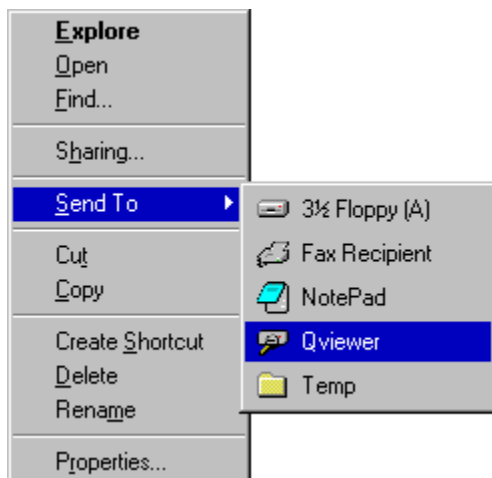 Explore
Open
Find...
Sharing...
Send To
Cut
Copy
Create Shortcut
Delete
Rename
Properties...
3½ Floppy (A)
Fax Recipient
NotePad
Qviewer
Temp